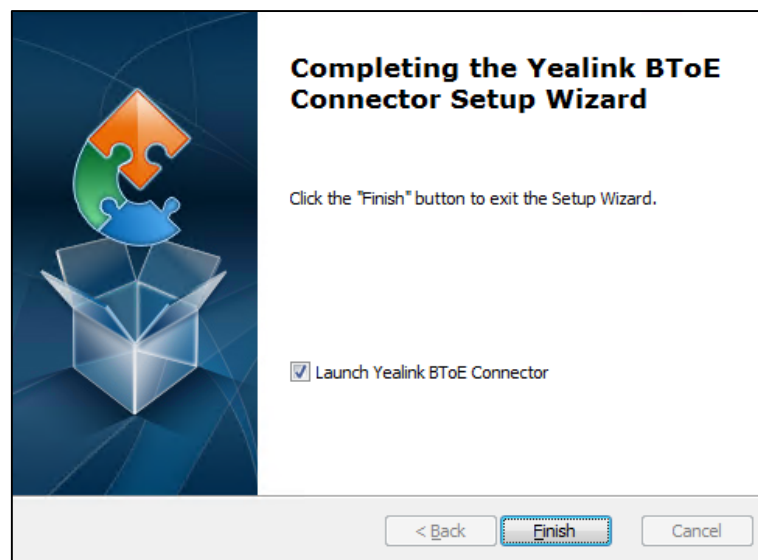 Completing the Yealink BToE
Connector Setup Wizard
Click the "Finish" button to exit the Setup Wizard.
Launch Yealink BToE Connector
< Back
Finish
Cancel